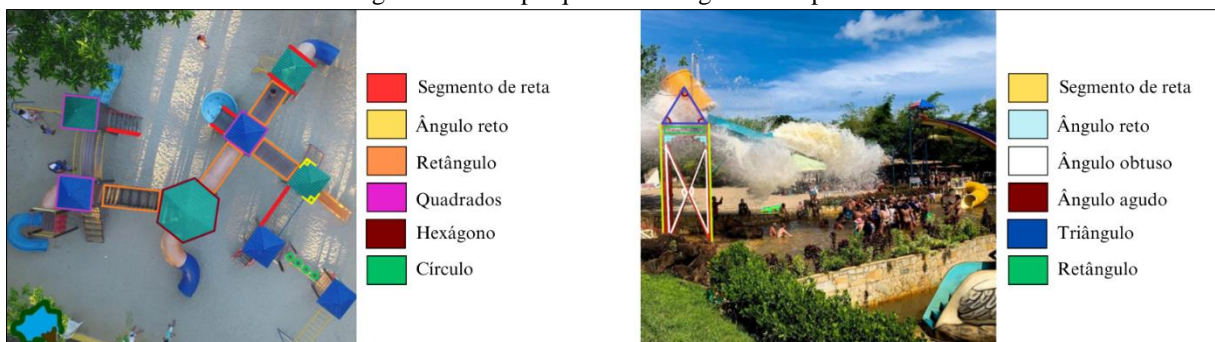 Segmento de reta
Ângulo reto
Retângulo
Quadrados
Hexágono
Círculo
Segmento de reta
Ângulo reto
Ângulo obtuso
Ângulo agudo
Triângulo
Retângulo